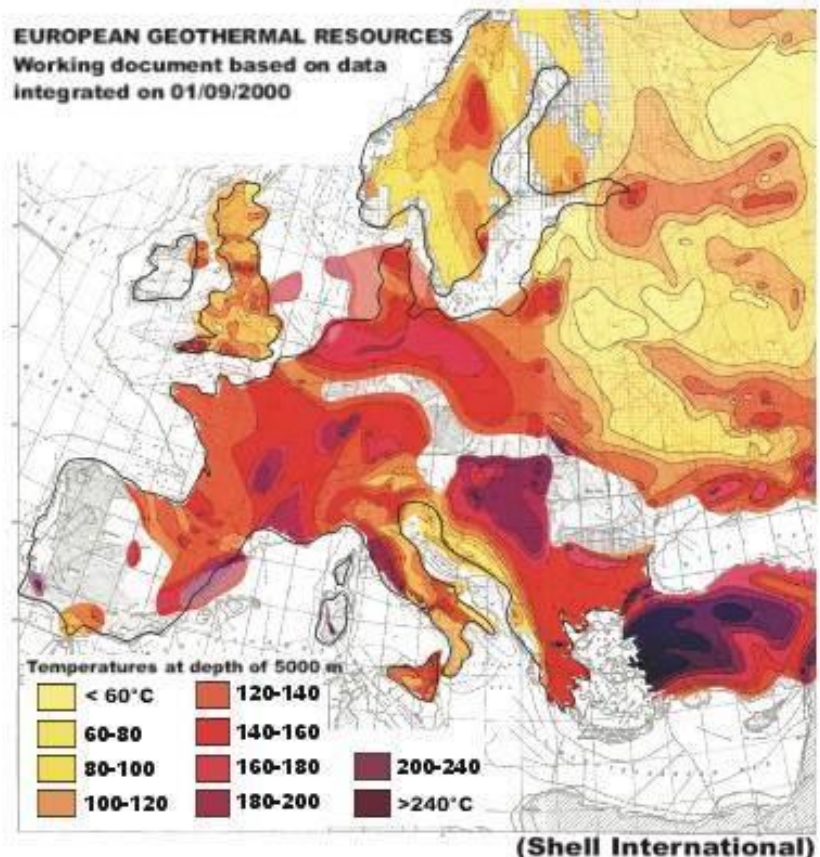 EUROPEAN GEOTHERMAL RESOURCES
Working document based on data
integrated on 01/09/2000
Temperatures at depth of 5000 m
< 60°C
60-80
80-100
100-120
120-140
140-160
160-180
180-200
200-240
>240°C
(Shell International)